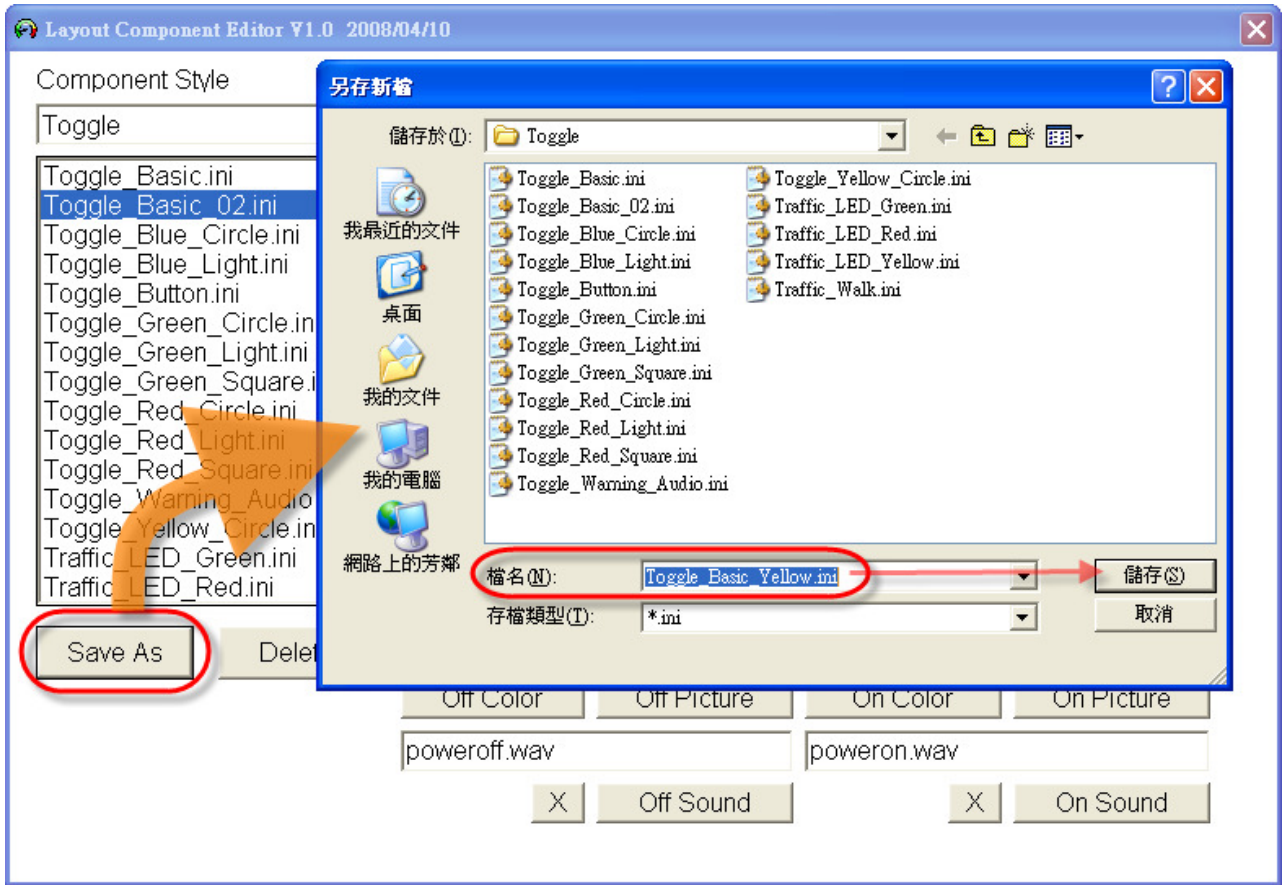 Layout Component Editor V1.0 2008/04/10
Component Style
Toggle
Toggle_Basic.ini
Toggle_Basic_02.ini
Toggle_Blue_Circle.ini
Toggle_Blue_Light.ini
Toggle_Button.ini
Toggle_Green_Circle.in
Toggle_Green_Light.ini
Toggle_Green_Square.i
Toggle_Red_Circle.ini
Toggle_Red_Light.ini
Toggle_Red_Square.ini
Toggle_Warning_Audio
Toggle_Yellow_Circle.in
Traffic_LED_Green.ini
Traffic_LED_Red.ini
Save As
Delet
另存新檔
儲存於(I):
Toggle
我最近的文件
桌面
我的文件
我的電腦
網路上的芳鄰
Toggle_Basic.ini
Toggle_Basic_02.ini
Toggle_Blue_Circle.ini
Toggle_Blue_Light.ini
Toggle_Button.ini
Toggle_Green_Circle.ini
Toggle_Green_Light.ini
Toggle_Green_Square.ini
Toggle_Red_Circle.ini
Toggle_Red_Light.ini
Toggle_Red_Square.ini
Toggle_Warning_Audio.ini
Toggle_Yellow_Circle.ini
Traffic_LED_Green.ini
Traffic_LED_Red.ini
Traffic_LED_Yellow.ini
Traffic_Walk.ini
檔名(N):
Toggle_Basic_Yellow.ini
儲存(S)
存檔類型(T):
*.ini
取消
Off Color
Off Picture
On Color
On Picture
poweroff.wav
poweron.wav
X
Off Sound
X
On Sound